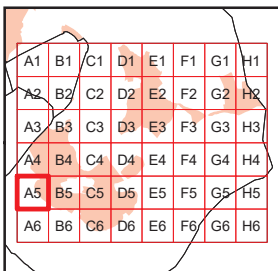 A1 B1 C1 D1 E1 F1 G1 H1
A2 B2 C2 D2 E2 F2 G2 H2
A3 B3 C3 D3 E3 F3 G3 H3
A4 B4 C4 D4 E4 F4 G4 H4
A5 B5 C5 D5 E5 F5 G5 H5
A6 B6 C6 D6 E6 F6 G6 H6